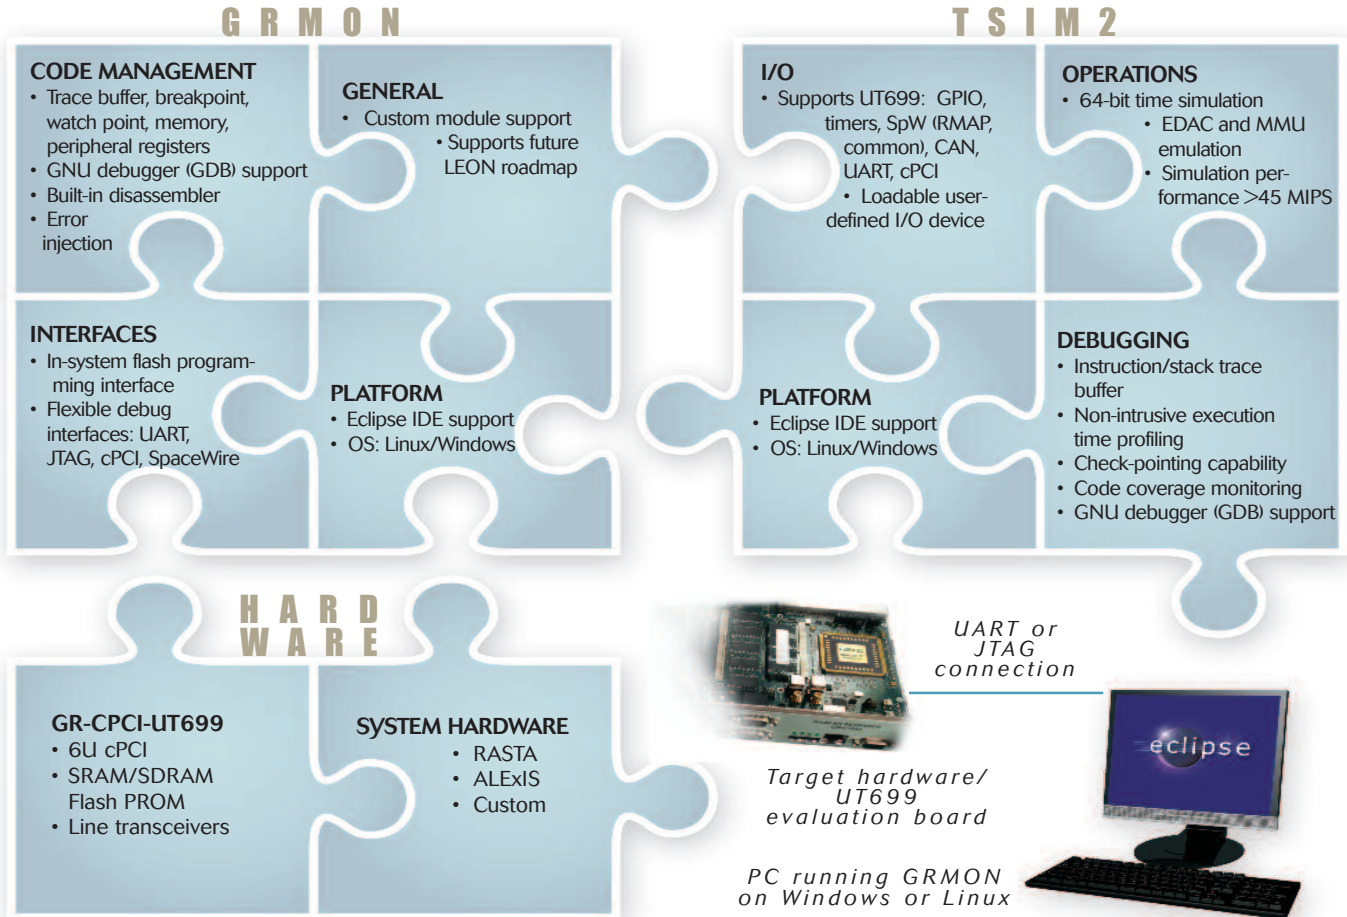 GRMON
CODE MANAGEMENT
• Trace buffer, breakpoint,
watch point, memory,
peripheral registers
• GNU debugger (GDB) support
• Built-in disassembler
• Error
injection
GENERAL
• Custom module support
• Supports future
LEON roadmap
INTERFACES
• In-system flash program-
ming interface
• Flexible debug
interfaces: UART,
JTAG, cPCI, SpaceWire
PLATFORM
• Eclipse IDE support
• OS: Linux/Windows
TSIM2
I/O
• Supports UT699: GPIO,
timers, SpW (RMAP,
common), CAN,
UART, cPCI
• Loadable user-
defined I/O device
OPERATIONS
• 64-bit time simulation
• EDAC and MMU
emulation
• Simulation per-
formance >45 MIPS
PLATFORM
• Eclipse IDE support
• OS: Linux/Windows
DEBUGGING
• Instruction/stack trace
buffer
• Non-intrusive execution
time profiling
• Check-pointing capability
• Code coverage monitoring
• GNU debugger (GDB) support
HARD
WARE
GR-CPCI-UT699
• 6U cPCI
• SRAM/SDRAM
Flash PROM
• Line transceivers
SYSTEM HARDWARE
• RASTA
• ALExIS
• Custom
UART or
JTAG
connection
eclipse
Target hardware/
UT699
evaluation board
PC running GRMON
on Windows or Linux